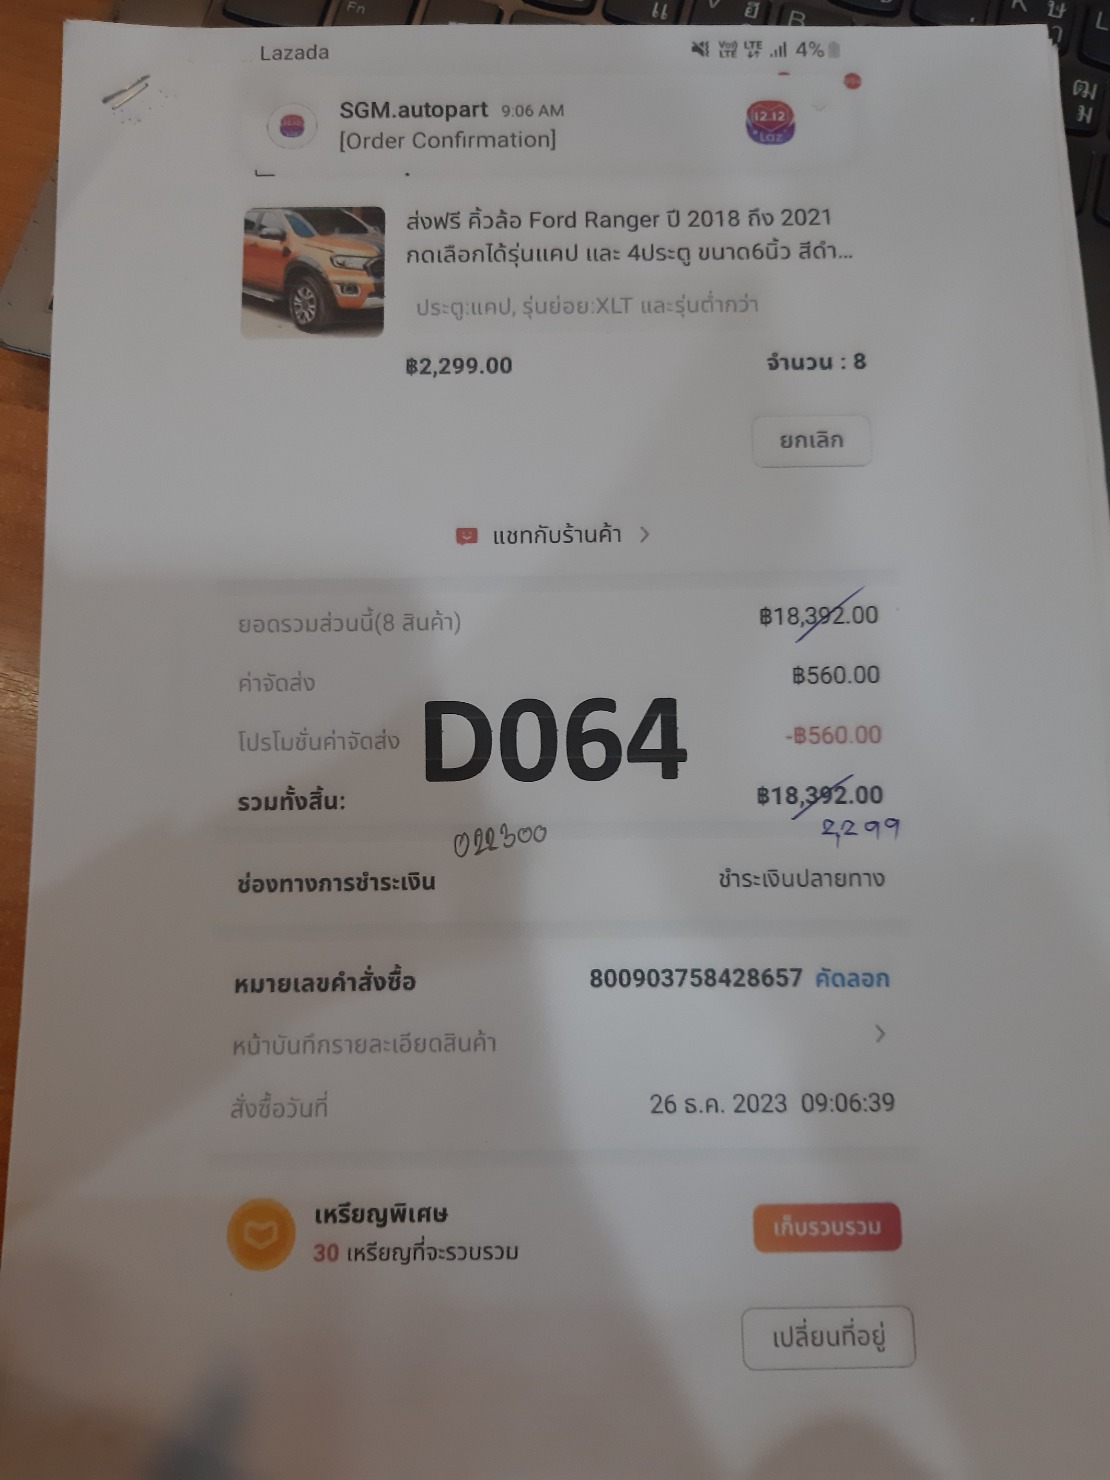 Lazada
4%
SGM.autopart 9:06 AM
[Order Confirmation]
12.12
ส่งฟรี คิ้วล้อ Ford Ranger ปี 2018 ถึง 2021
กดเลือกได้รุ่นแคป และ 4ประตู ขนาด6นิ้ว สีดำ...
ประตู:แคป, รุ่นย่อย:XLT และรุ่นต่ำกว่า
฿2,299.00 จำนวน : 8
ยกเลิก
แชทกับร้านค้า
ยอดรวมส่วนนี้(8 สินค้า) ฿18,392.00
ค่าจัดส่ง ฿560.00
โปรโมชั่นค่าจัดส่ง -฿560.00
D064
รวมทั้งสิ้น: ฿18,392.00
2,299
022300
ช่องทางการชำระเงิน ชำระเงินปลายทาง
หมายเลขคำสั่งซื้อ 800903758428657 คัดลอก
หน้าบันทึกรายละเอียดสินค้า
สั่งซื้อวันที่ 26 ธ.ค. 2023 09:06:39
เหรียญพิเศษ
30 เหรียญที่จะรวบรวม
เก็บรวบรวม
เปลี่ยนที่อยู่